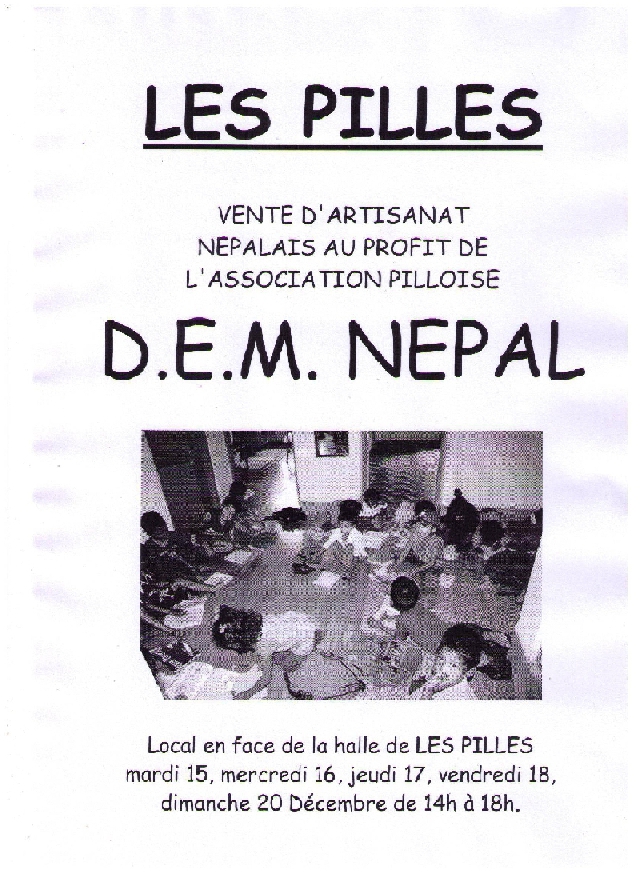 LES PILLES
VENTE D'ARTISANAT
NEPALAIS AU PROFIT DE
L'ASSOCIATION PILLOISE
D.E.M. NEPAL
Local en face de la halle de LES PILLES
mardi 15, mercredi 16, jeudi 17, vendredi 18,
dimanche 20 Décembre de 14h à 18h.